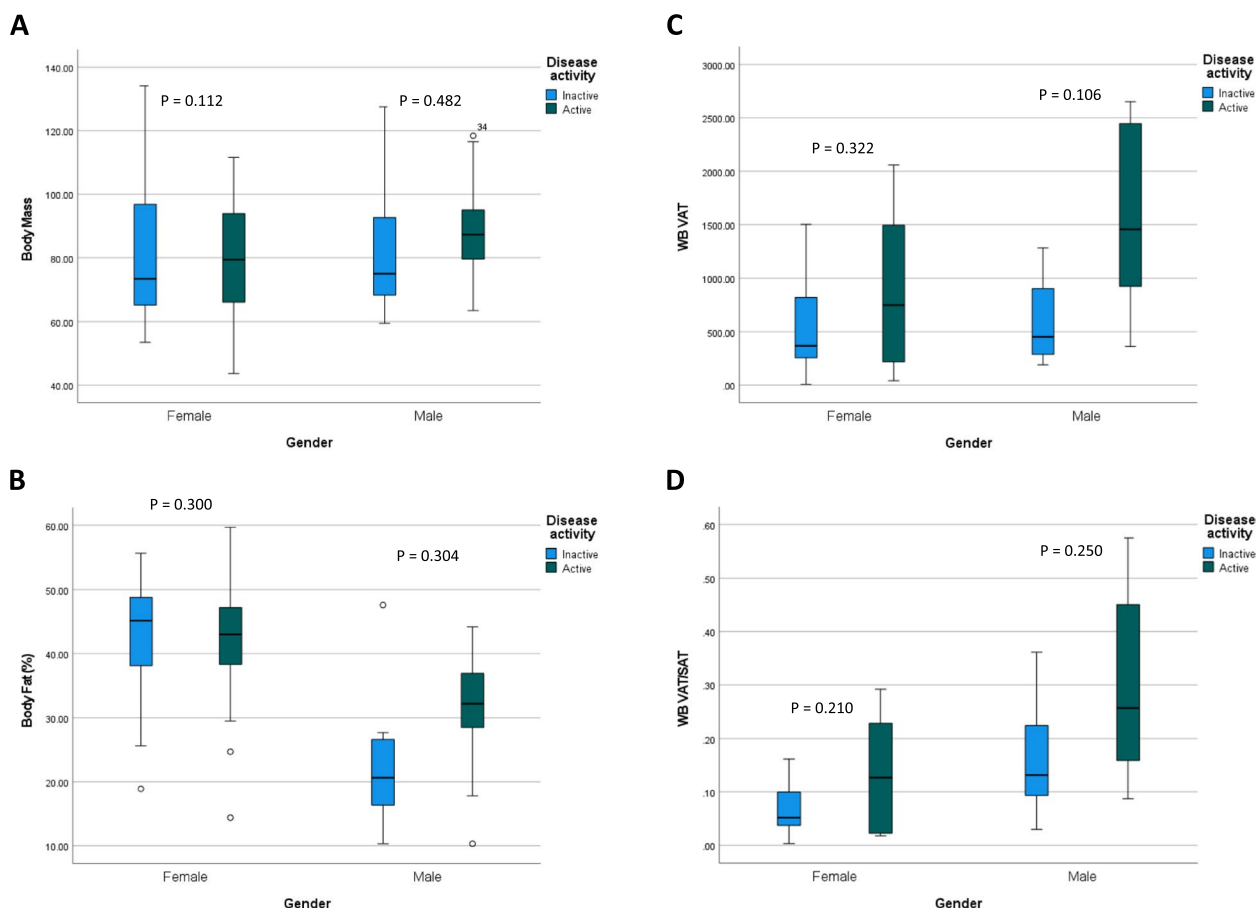 A
Disease
activity
Inactive
Active
140.00
120.00
100.00
80.00
60.00
40.00
Body Mass
P = 0.112
P = 0.482
34
Female
Male
Gender
C
Disease
activity
Inactive
Active
3000.00
2500.00
2000.00
1500.00
1000.00
500.00
.00
WB VAT
P = 0.322
P = 0.106
Female
Male
Gender
B
Disease
activity
Inactive
Active
60.00
50.00
40.00
30.00
20.00
10.00
Body Fat (%)
P = 0.300
P = 0.304
Female
Male
Gender
D
Disease
activity
Inactive
Active
.60
.50
.40
.30
.20
.10
.00
WB VAT/SAT
P = 0.210
P = 0.250
Female
Male
Gender